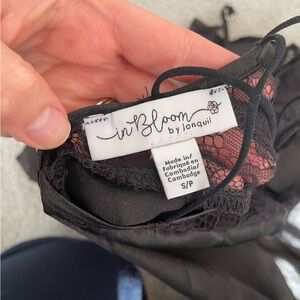 in Bloom
by Jonquil
Made in/
Fabriqué en
Cambodia/
Cambodge
S/P